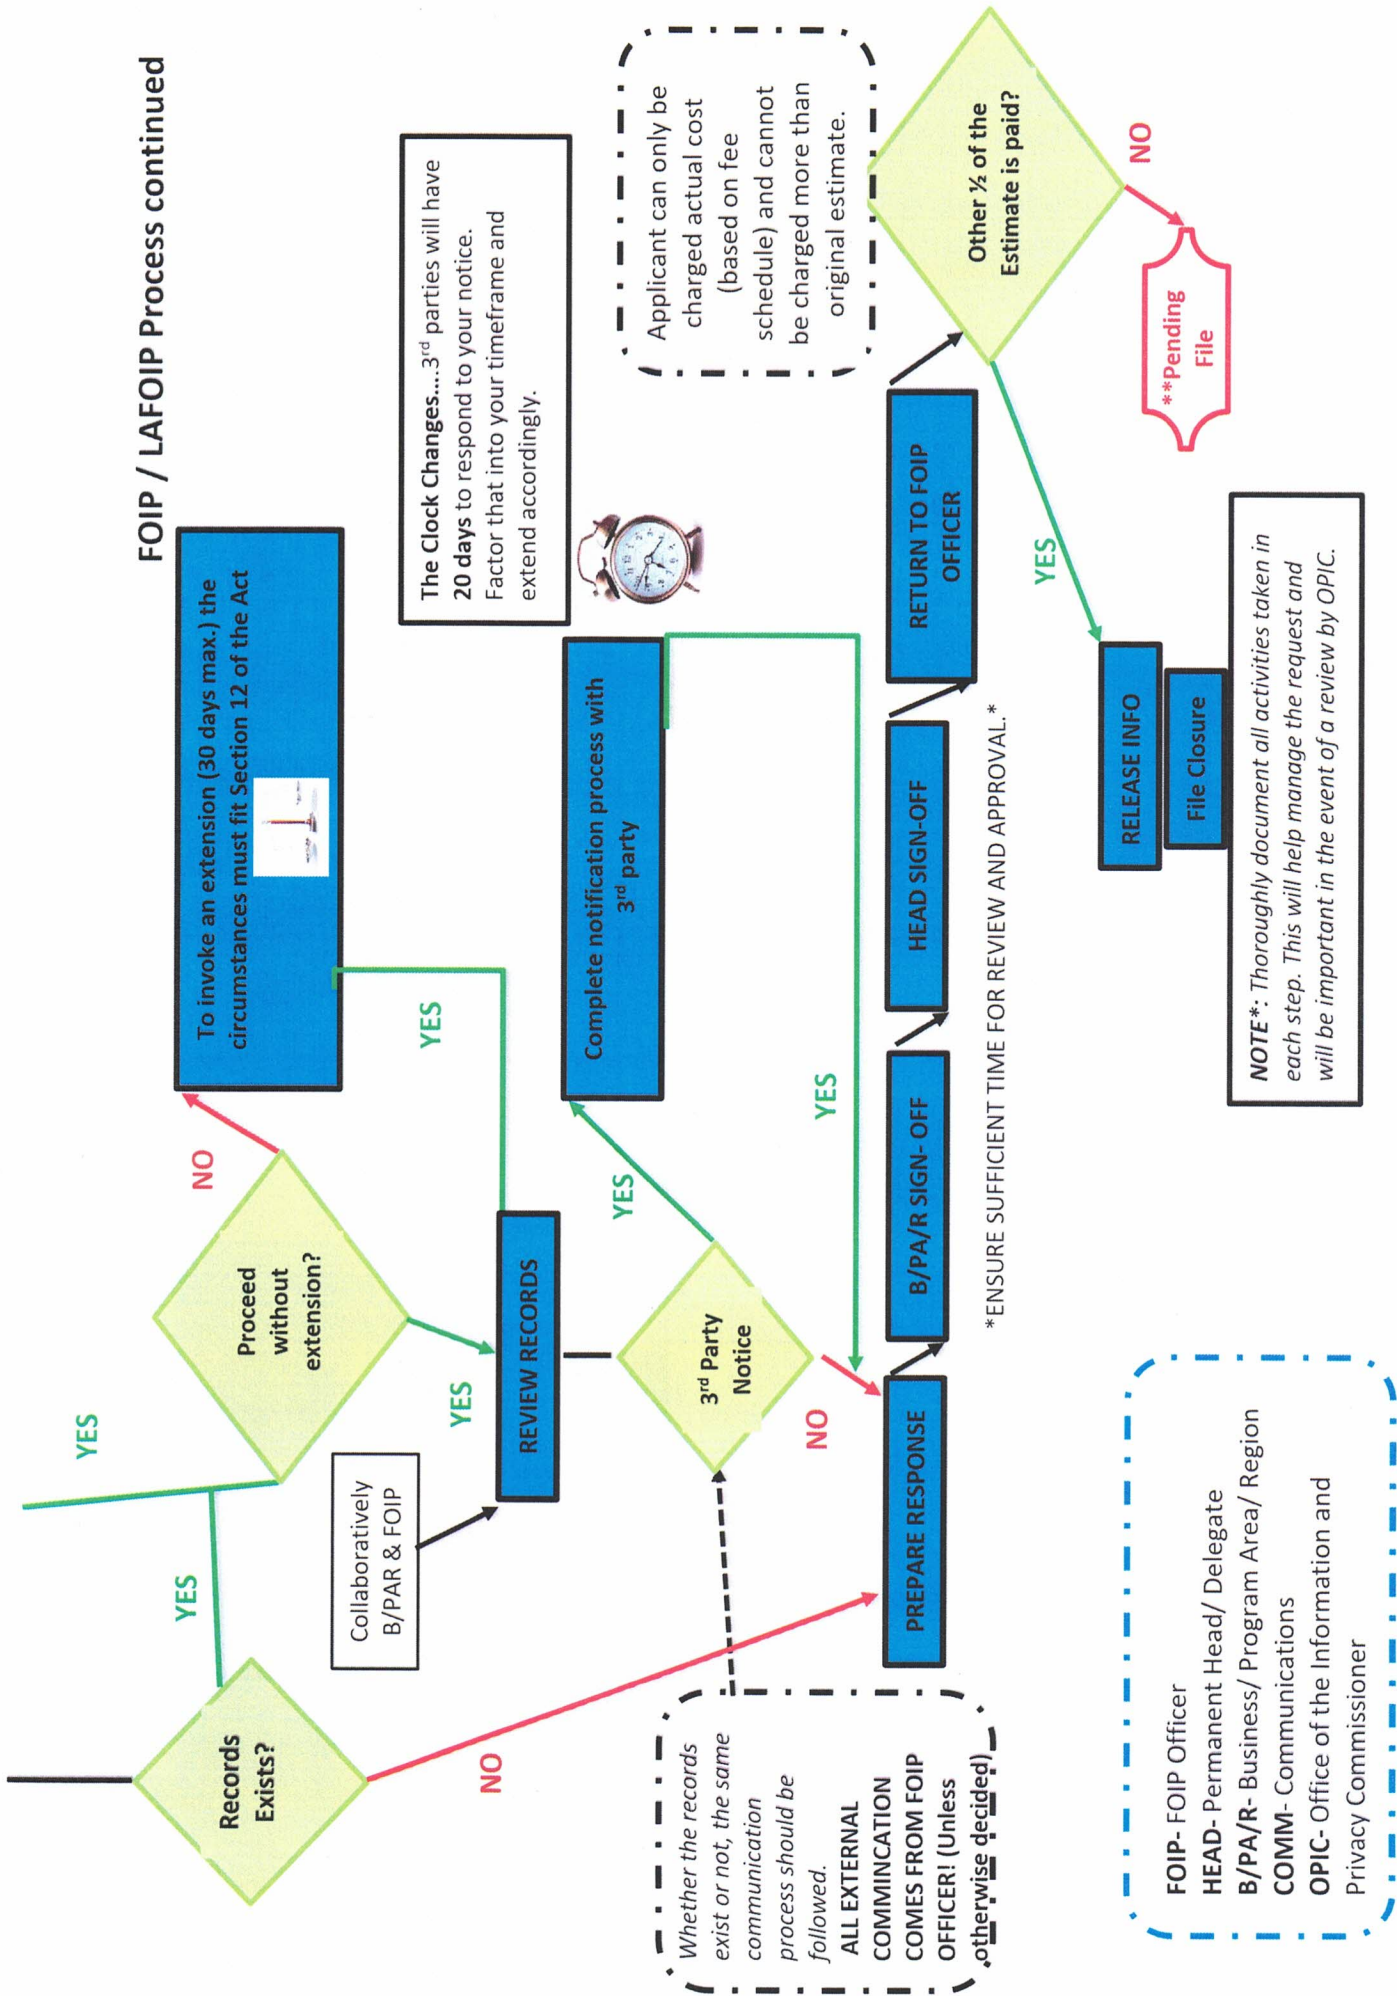 FOIP / LAFOIP Process continued
YES
Records
Exists?
YES
NO
Proceed
without
extension?
NO
To invoke an extension (30 days max.) the
circumstances must fit Section 12 of the Act
YES
YES
Collaboratively
B/PAR & FOIP
REVIEW RECORDS
The Clock Changes...3rd parties will have
20 days to respond to your notice.
Factor that into your timeframe and
extend accordingly.
3rd Party
Notice
YES
NO
Complete notification process with
3rd party
YES
Whether the records
exist or not, the same
communication
process should be
followed.
ALL EXTERNAL
COMMINCATION
COMES FROM FOIP
OFFICER! (Unless
otherwise decided)
Applicant can only be
charged actual cost
(based on fee
schedule) and cannot
be charged more than
original estimate.
PREPARE RESPONSE
B/PA/R SIGN- OFF
HEAD SIGN-OFF
RETURN TO FOIP
OFFICER
*ENSURE SUFFICIENT TIME FOR REVIEW AND APPROVAL.*
Other ½ of the
Estimate is paid?
YES
NO
**Pending
File
RELEASE INFO
File Closure
NOTE*: Thoroughly document all activities taken in
each step. This will help manage the request and
will be important in the event of a review by OPIC.
FOIP- FOIP Officer
HEAD- Permanent Head/ Delegate
B/PA/R- Business/ Program Area/ Region
COMM- Communications
OPIC- Office of the Information and
Privacy Commissioner